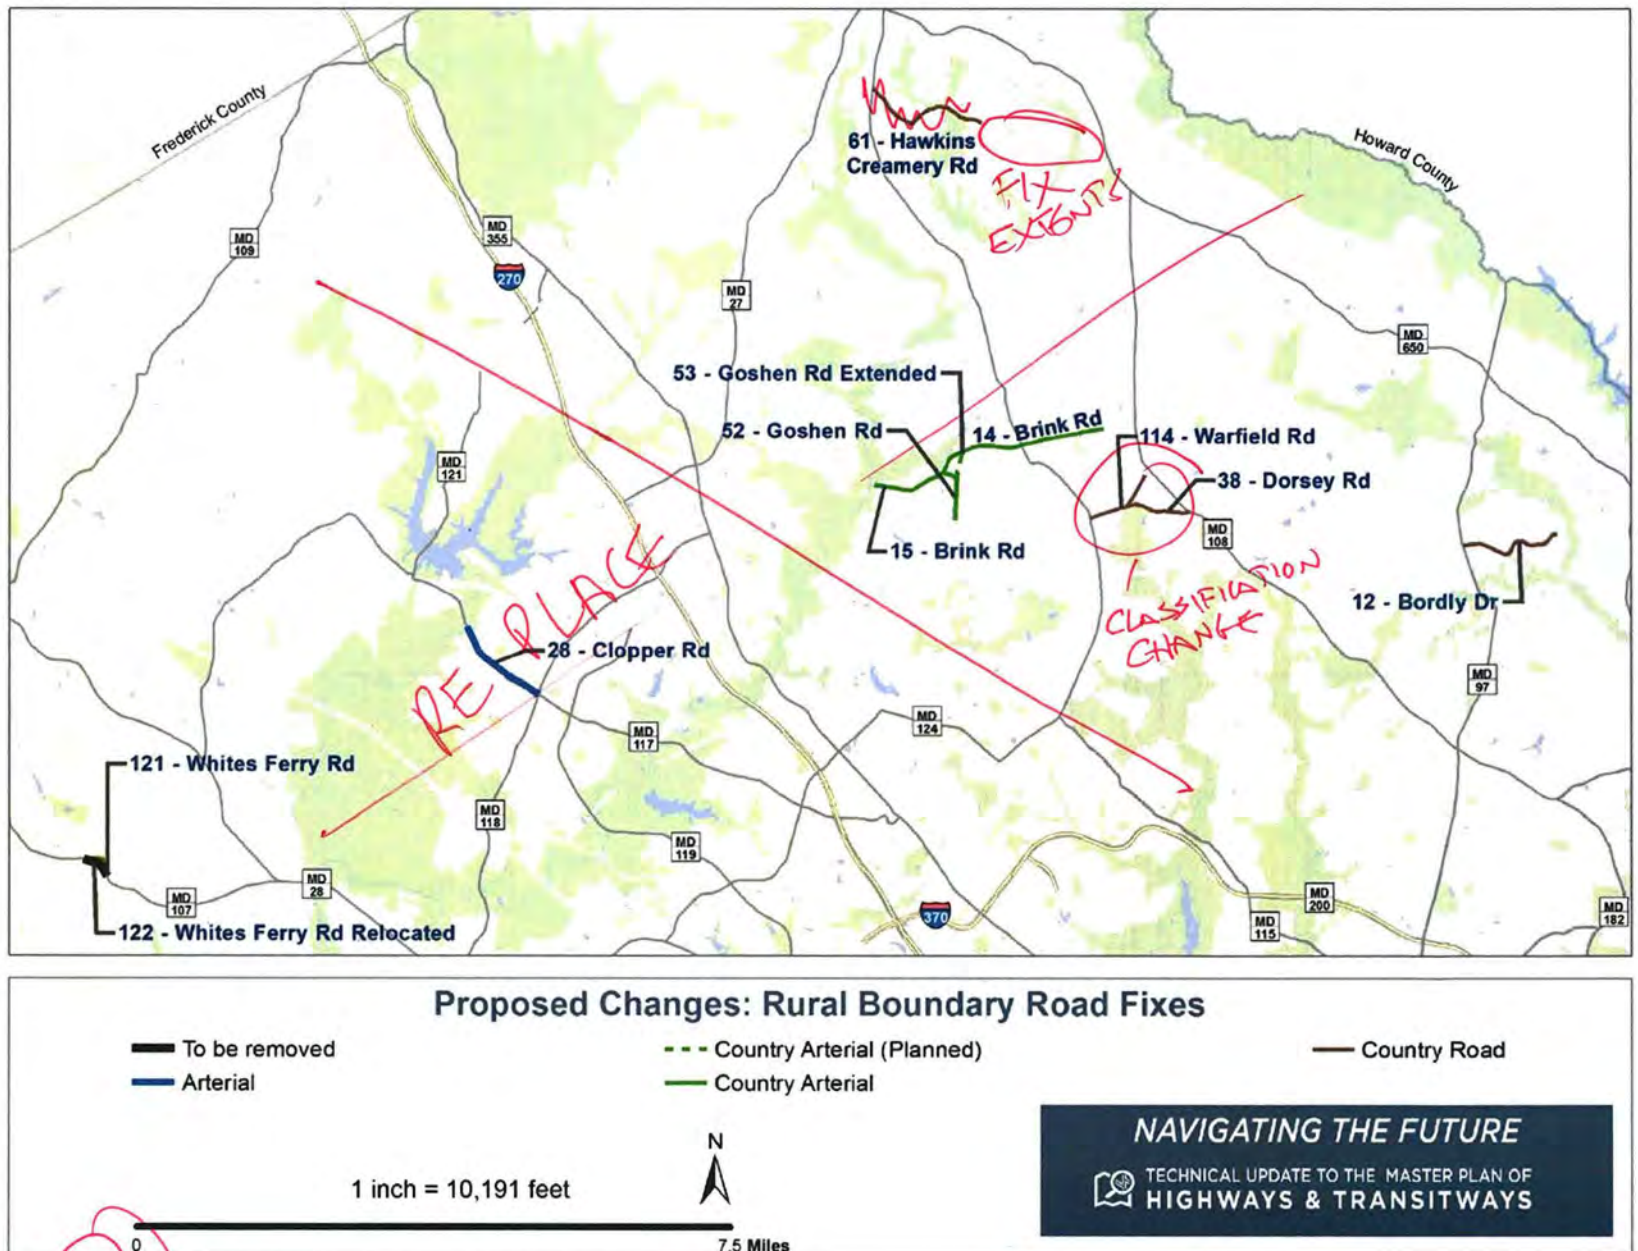 Frederick County
Howard County
61 - Hawkins
Creamery Rd
FIX
EXTENTS
MD
109
MD
355
270
MD
27
MD
650
53 - Goshen Rd Extended
52 - Goshen Rd
14 - Brink Rd
114 - Warfield Rd
38 - Dorsey Rd
MD
121
15 - Brink Rd
MD
108
12 - Bordly Dr
CLASSIFICATION
CHANGE
REPLACE
28 - Clopper Rd
MD
97
MD
124
MD
117
121 - Whites Ferry Rd
MD
118
MD
119
MD
28
MD
107
122 - Whites Ferry Rd Relocated
370
MD
200
MD
115
MD
182
Proposed Changes: Rural Boundary Road Fixes
To be removed
Country Arterial (Planned)
Country Road
Arterial
Country Arterial
N
1 inch = 10,191 feet
0
7.5 Miles
NAVIGATING THE FUTURE
TECHNICAL UPDATE TO THE MASTER PLAN OF
HIGHWAYS & TRANSITWAYS